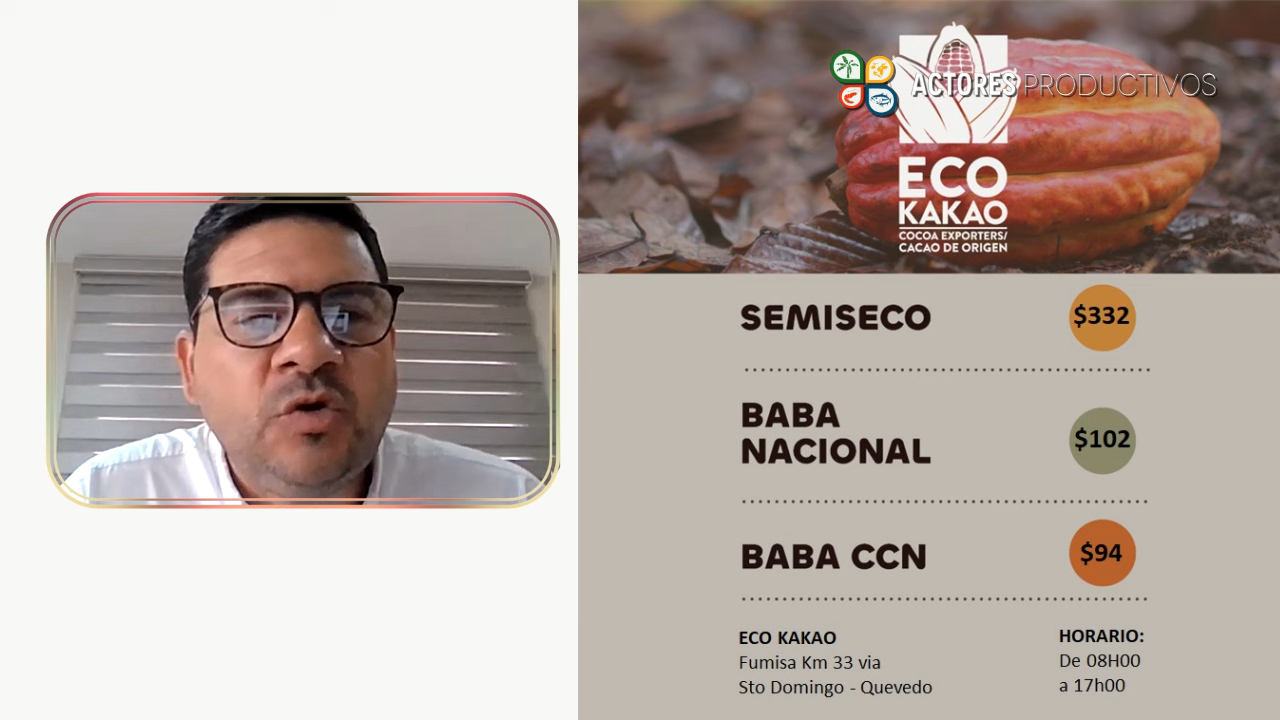 ACTORES PRODUCTIVOS
ECO
KAKAO
COCOA EXPORTERS/
CACAO DE ORIGEN
SEMISECO
$332
BABA
NACIONAL
$102
BABA CCN
$94
ECO KAKAO
Fumisa Km 33 via
Sto Domingo - Quevedo
HORARIO:
De 08H00
a 17h00